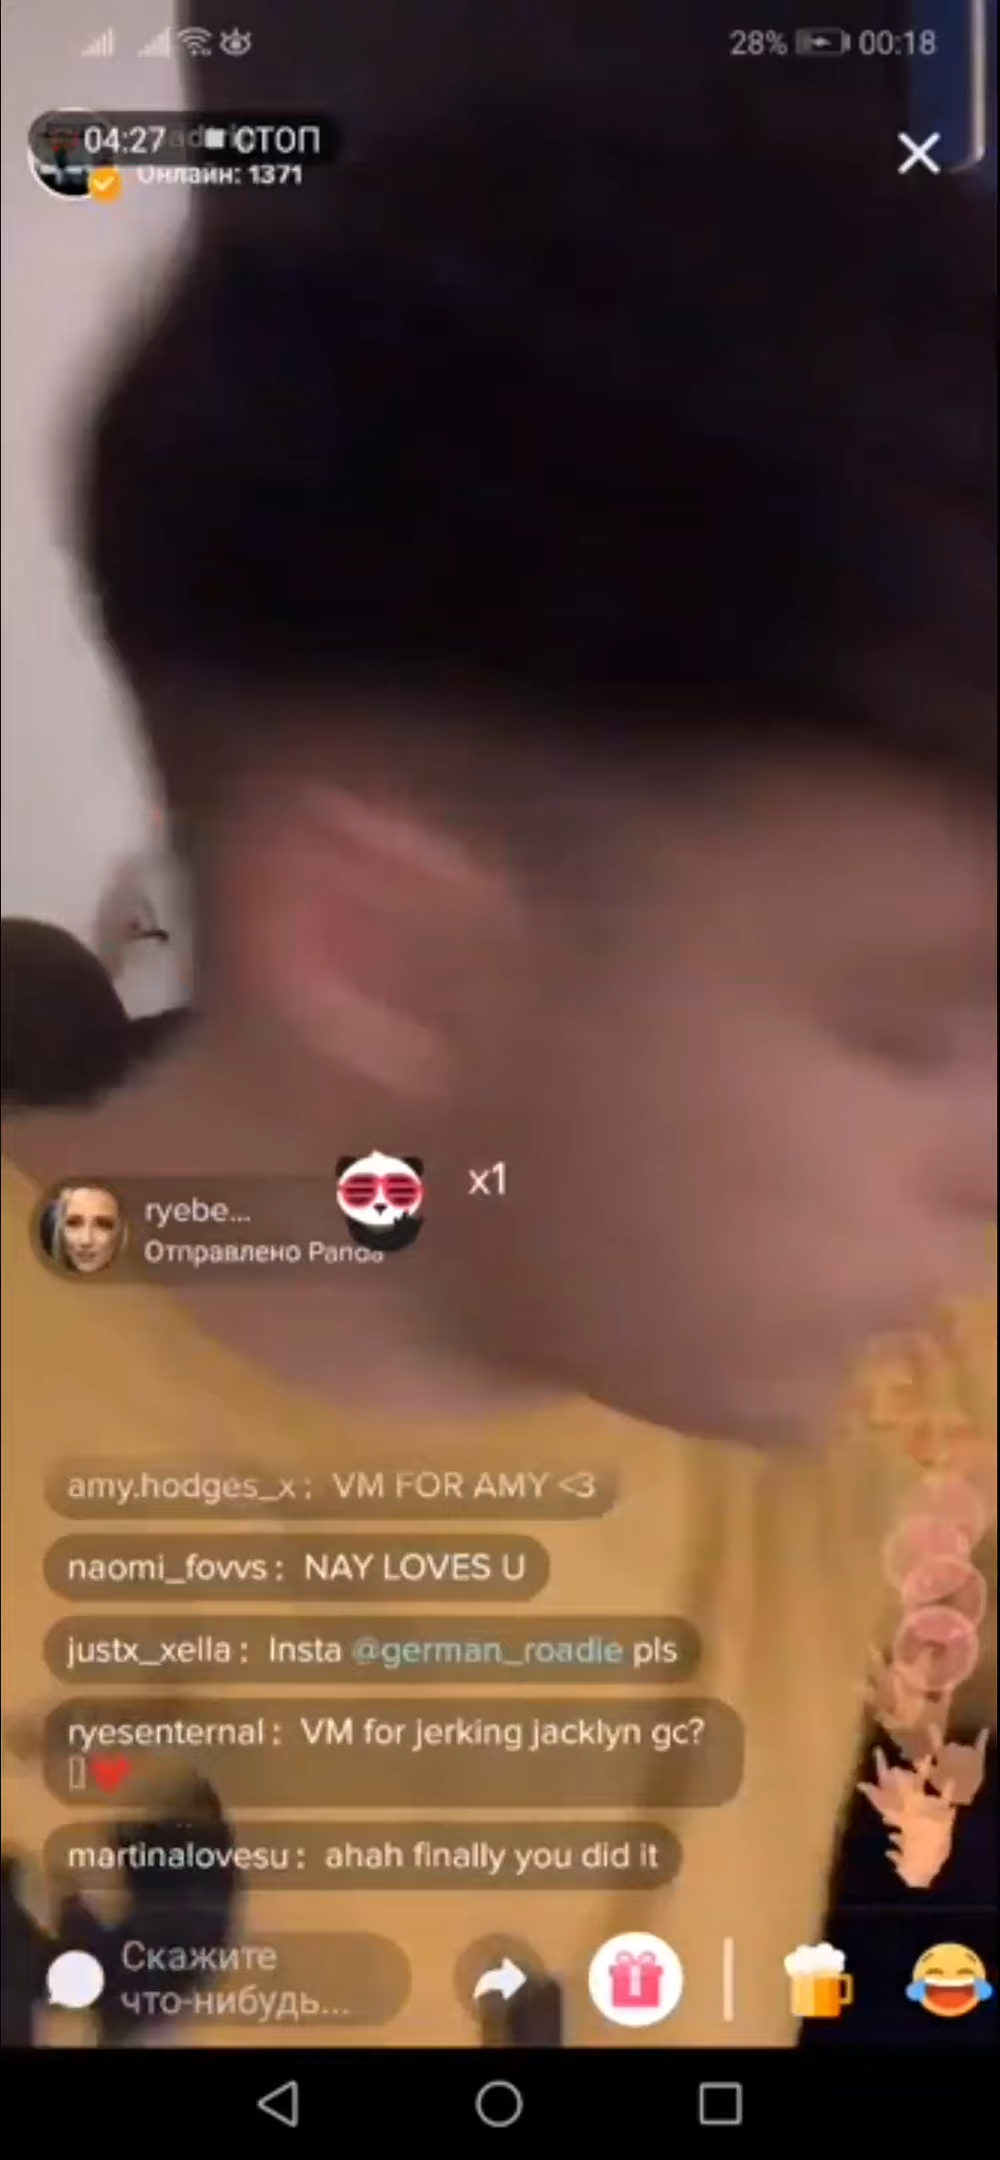 28% 00:18
04:27 СТОП
Онлайн: 1371
ryebe...
x1
Отправлено Panda
amy.hodges_x : VM FOR AMY <3
naomi_fovvs : NAY LOVES U
justx_xella : Insta @german_roadie pls
ryesenternal : VM for jerking jacklyn gc?
❤️
martinalovesu : ahah finally you did it
Скажите
что-нибудь...